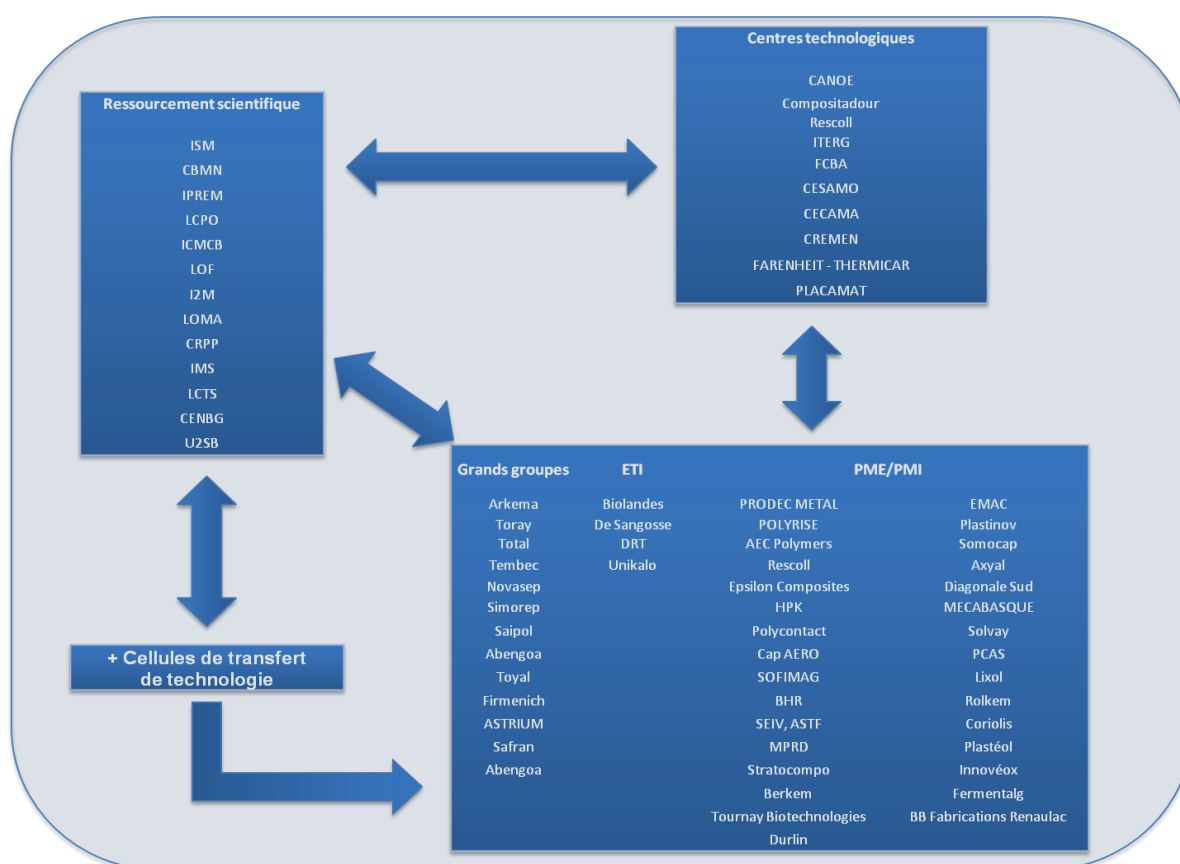 Ressourcement scientifique
ISM
CBMN
IPREM
LCPO
ICMCB
LOF
I2M
LOMA
CRPP
IMS
LCTS
CENBG
U2SB
Centres technologiques
CANOE
Compositadour
Rescoll
ITERG
FCBA
CESAMO
CECAMA
CREMEN
FARENHEIT - THERMICAR
PLACAMAT
+ Cellules de transfert
de technologie
Grands groupes
Arkema
Toray
Total
Tembec
Novasep
Simorep
Saipol
Abengoa
Toyal
Firmenich
ASTRIUM
Safran
Abengoa
ETI
Biolandes
De Sangosse
DRT
Unikalo
PME/PMI
PRODEC METAL
POLYRISE
AEC Polymers
Rescoll
Epsilon Composites
HPK
Polycontact
Cap AERO
SOFIMAG
BHR
SEIV, ASTF
MPRD
Stratocompo
Berkem
Tournay Biotechnologies
Durlin
EMAC
Plastinov
Somocap
Axyal
Diagonale Sud
MECABASQUE
Solvay
PCAS
Lixol
Rolkem
Coriolis
Plastéol
Innovéox
Fermentalg
BB Fabrications Renaulac